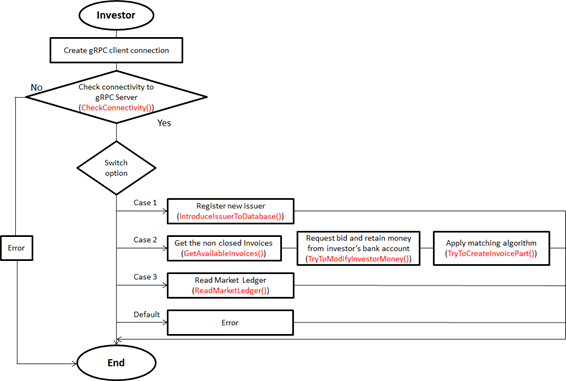 Investor
Create gRPC client connection
No
Check connectivity to
gRPC Server
(CheckConnectivity())
Yes
Switch
option
Case 1
Register new issuer
(IntroduceIssuerToDatabase())
Error
Case 2
Get the non closed Invoices
(GetAvailableInvoices())
Request bid and retain money
from investor's bank account
(TryToModifyInvestorMoney())
Apply matching algorithm
(TryToCreateInvoicePart())
Case 3
Read Market Ledger
(ReadMarketLedger())
Default
Error
End